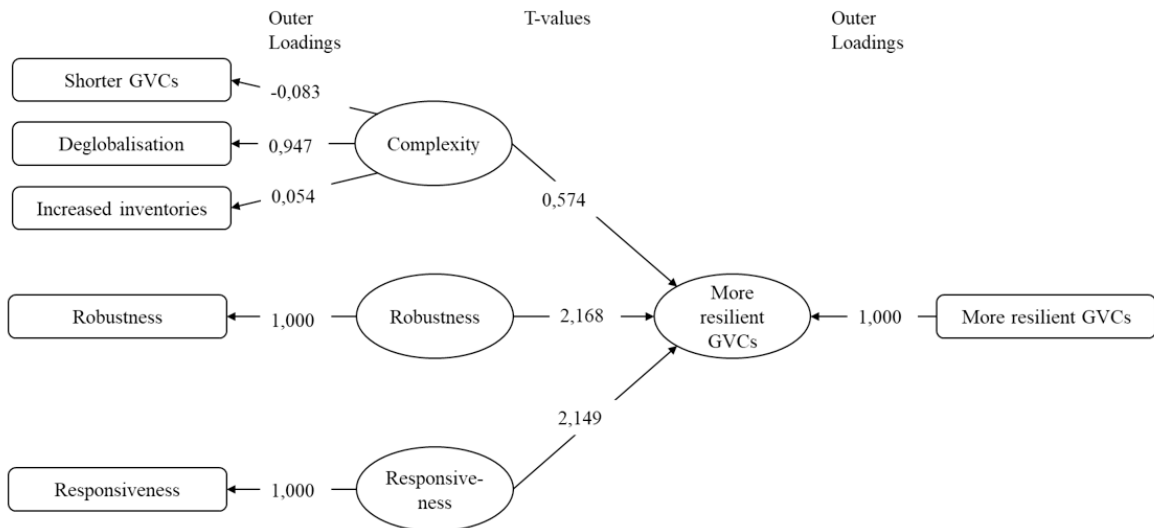 Outer
Loadings
T-values
Outer
Loadings
Shorter GVCs
-0,083
Deglobalisation
0,947
Complexity
Increased inventories
0,054
0,574
Robustness
1,000
Robustness
2,168
More
resilient
GVCs
1,000
More resilient GVCs
2,149
Responsiveness
1,000
Responsive-
ness